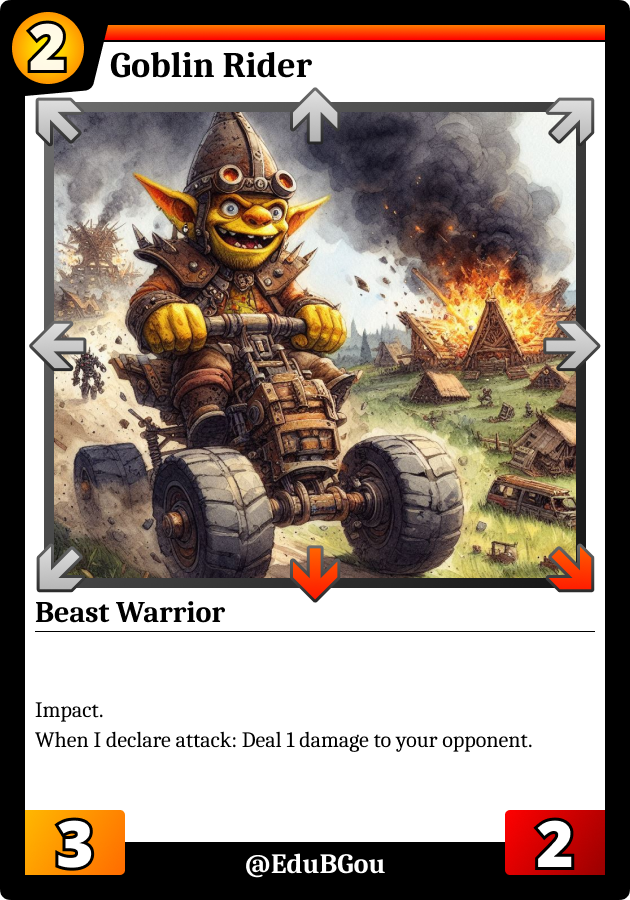 2
Goblin Rider
Beast Warrior
Impact.
When I declare attack: Deal 1 damage to your opponent.
3
@EduBGou
2